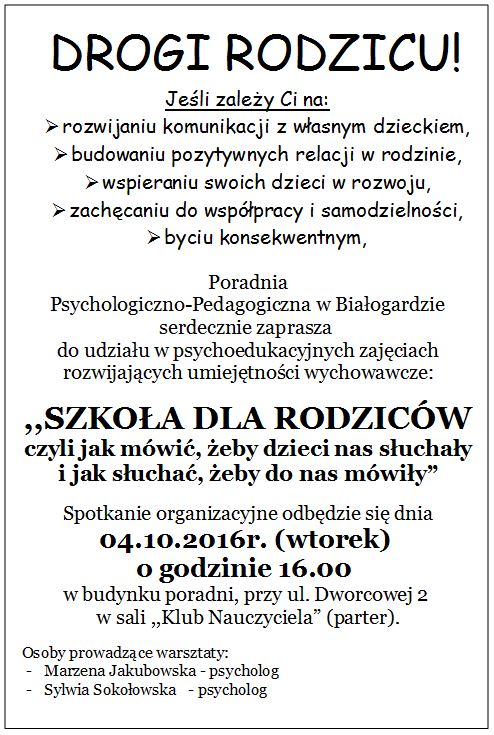 DROGI RODZICU!
Jeśli zależy Ci na:
➢ rozwijaniu komunikacji z własnym dzieckiem,
➢ budowaniu pozytywnych relacji w rodzinie,
➢ wspieraniu swoich dzieci w rozwoju,
➢ zachęcaniu do współpracy i samodzielności,
➢ byciu konsekwentnym,
Poradnia
Psychologiczno-Pedagogiczna w Białogardzie
serdecznie zaprasza
do udziału w psychoedukacyjnych zajęciach
rozwijających umiejętności wychowawcze:
,,SZKOŁA DLA RODZICÓW
czyli jak mówić, żeby dzieci nas słuchały
i jak słuchać, żeby do nas mówiły”
Spotkanie organizacyjne odbędzie się dnia
04.10.2016r. (wtorek)
o godzinie 16.00
w budynku poradni, przy ul. Dworcowej 2
w sali ,,Klub Nauczyciela” (parter).
Osoby prowadzące warsztaty:
- Marzena Jakubowska - psycholog
- Sylwia Sokołowska - psycholog